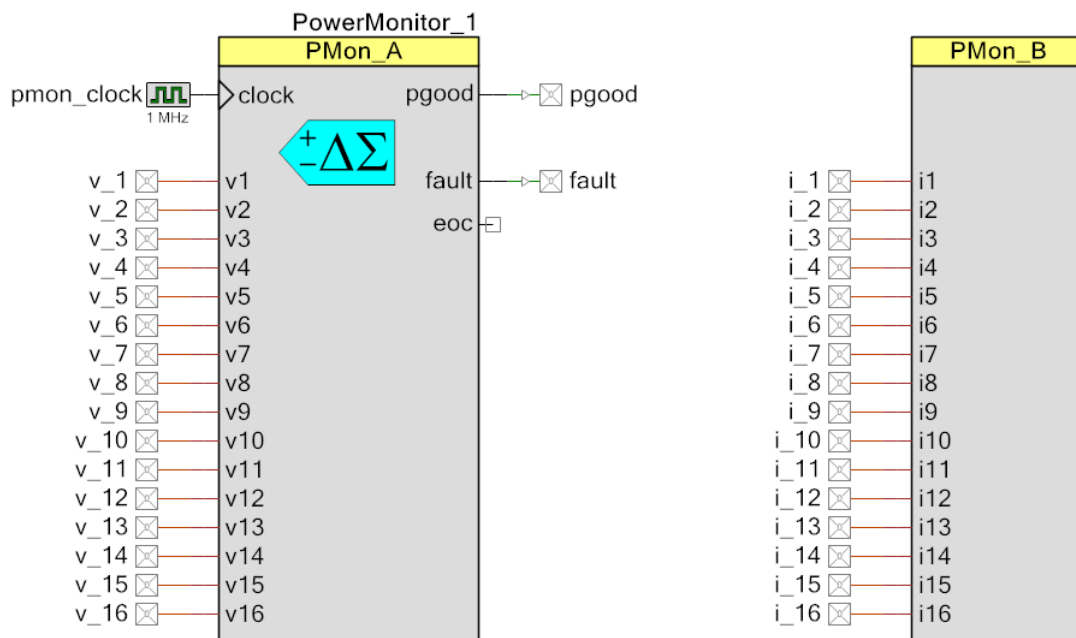 PowerMonitor_1
PMon_A
PMon_B
pmon_clock
1 MHz
clock
pgood
pgood
+
−ΔΣ
fault
fault
eoc
v_1 v1
v_2 v2
v_3 v3
v_4 v4
v_5 v5
v_6 v6
v_7 v7
v_8 v8
v_9 v9
v_10 v10
v_11 v11
v_12 v12
v_13 v13
v_14 v14
v_15 v15
v_16 v16
i_1 i1
i_2 i2
i_3 i3
i_4 i4
i_5 i5
i_6 i6
i_7 i7
i_8 i8
i_9 i9
i_10 i10
i_11 i11
i_12 i12
i_13 i13
i_14 i14
i_15 i15
i_16 i16